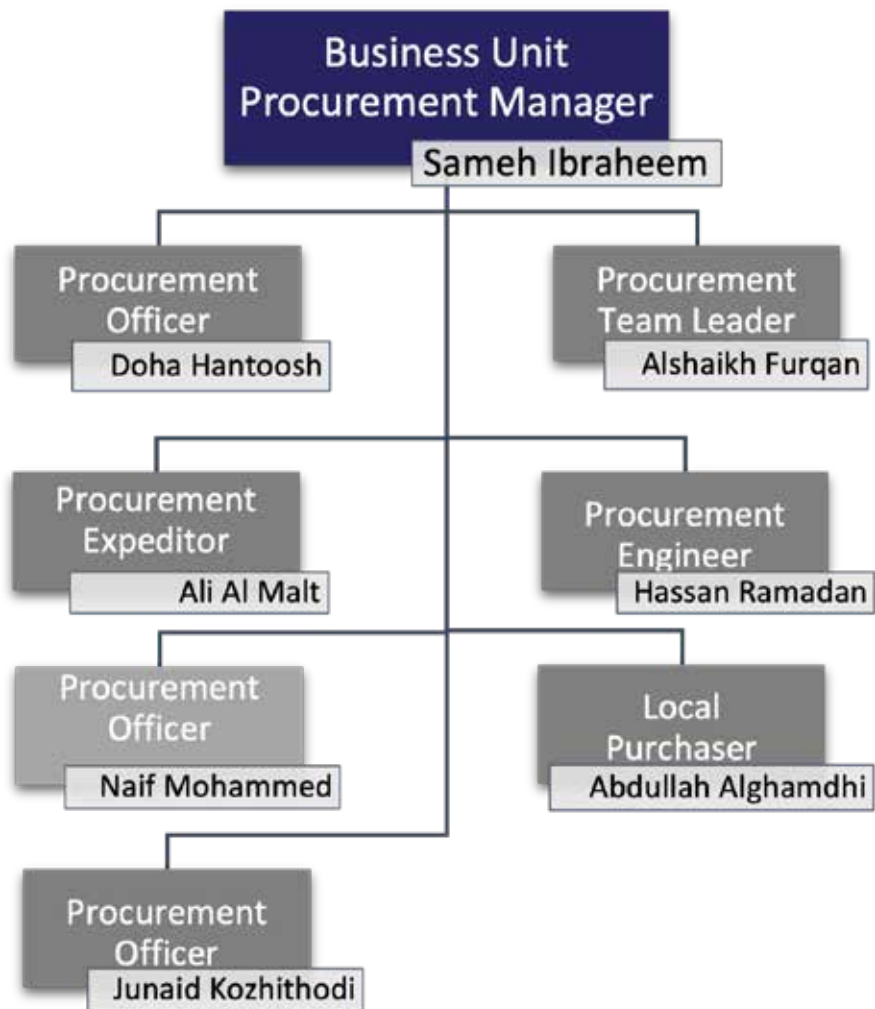 Business Unit
Procurement Manager
Sameh Ibraheem
Procurement
Officer
Doha Hantoosh
Procurement
Team Leader
Alshaikh Furqan
Procurement
Expeditor
Ali Al Malt
Procurement
Engineer
Hassan Ramadan
Procurement
Officer
Naif Mohammed
Local
Purchaser
Abdullah Alghamdhi
Procurement
Officer
Junaid Kozhithodi